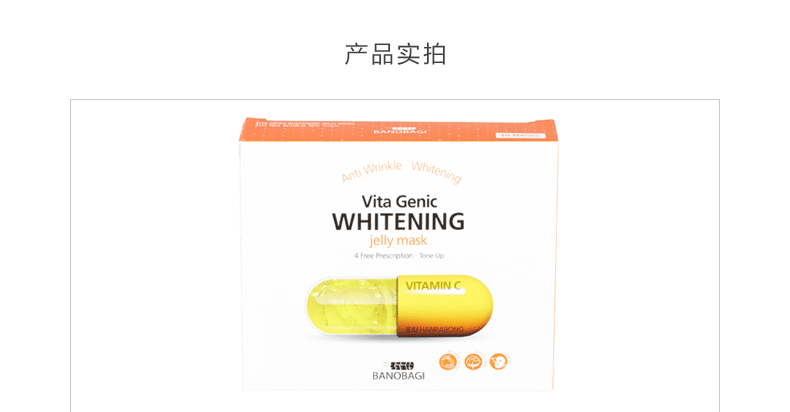 产品实拍
BANOBAGI
Anti Wrinkle · Whitening
Vita Genic
WHITENING
jelly mask
4 Free Prescription · Tone Up
VITAMIN C
JEJU HANRABONG
BANOBAGI